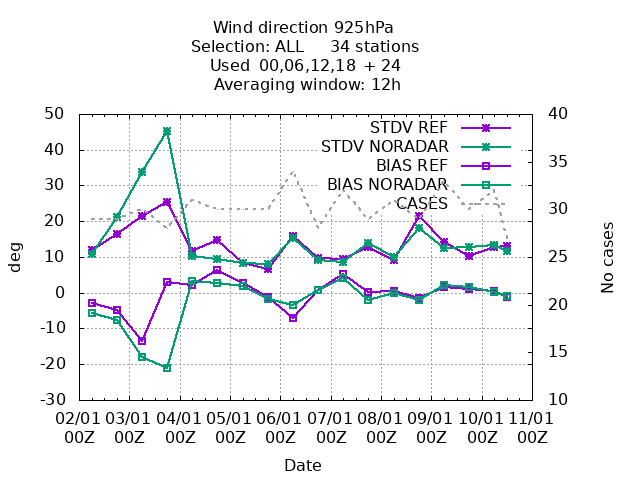 Wind direction 925hPa
Selection: ALL 34 stations
Used 00,06,12,18 + 24
Averaging window: 12h
50
40
30
20
10
0
-10
-20
-30
deg
40
35
30
25
20
15
10
No cases
STDV REF
STDV NORADAR
BIAS REF
BIAS NORADAR
CASES
02/01 03/01 04/01 05/01 06/01 07/01 08/01 09/01 10/01 11/01
00Z 00Z 00Z 00Z 00Z 00Z 00Z 00Z 00Z 00Z
Date